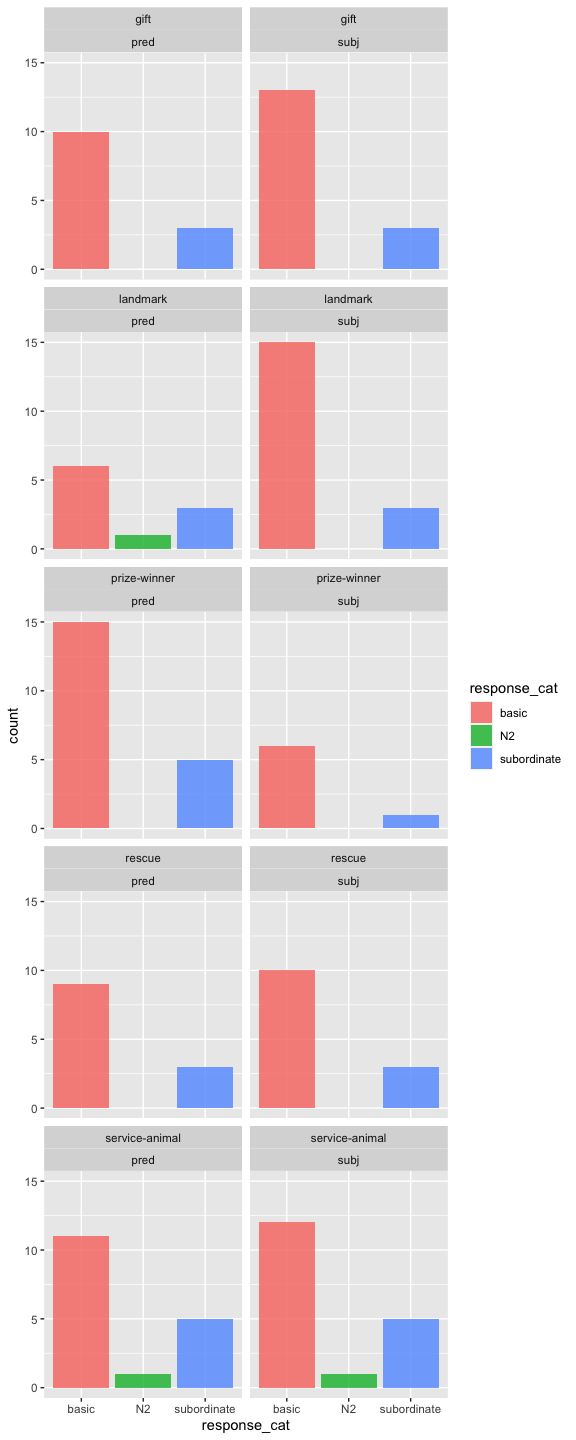 gift gift
pred subj
15
10
5
0
landmark landmark
pred subj
15
10
5
0
prize-winner prize-winner
pred subj
15
10
5
0
rescue rescue
pred subj
15
10
5
0
service-animal service-animal
pred subj
15
10
5
0
basic N2 subordinate basic N2 subordinate
response_cat
count
response_cat
basic
N2
subordinate